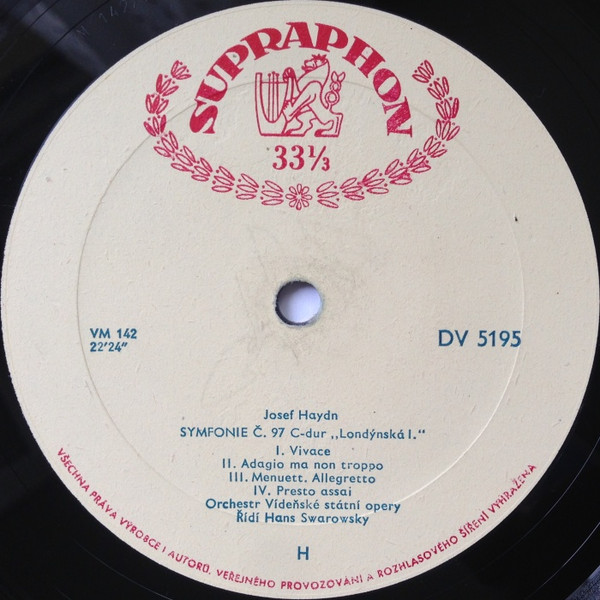 SUPRAPHON
33⅓
VM 142
22′24″
DV 5195
Josef Haydn
SYMFONIE Č. 97 C-dur „Londýnská I.“
I. Vivace
II. Adagio ma non troppo
III. Menuett. Allegretto
IV. Presto assai
Orchestr Vídeňské státní opery
Řídí Hans Swarowsky
H
VŠECHNA PRÁVA VÝROBCE I AUTORŮ, VEŘEJNÉHO PROVOZOVÁNÍ A ROZHLASOVÉHO ŠÍŘENÍ VYHRAŽENA